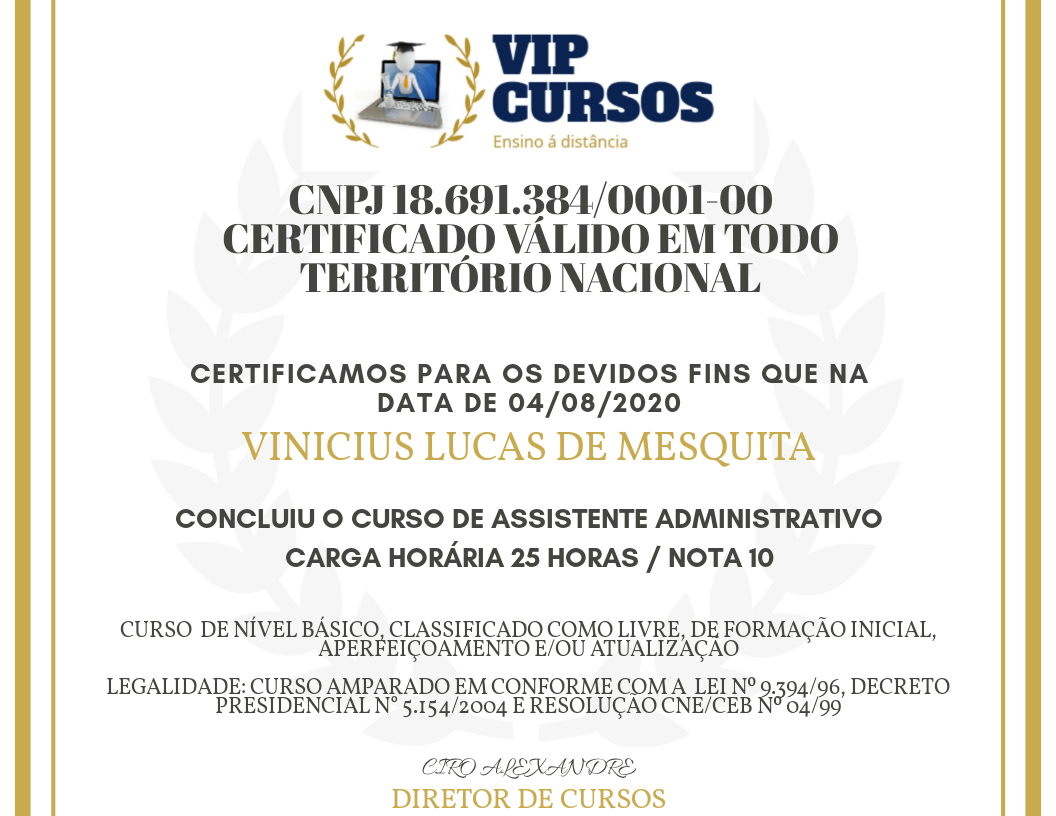 VIP
CURSOS
Ensino á distância
CNPJ 18.691.384/0001-00
CERTIFICADO VÁLIDO EM TODO
TERRITÓRIO NACIONAL
CERTIFICAMOS PARA OS DEVIDOS FINS QUE NA
DATA DE 04/08/2020
VINICIUS LUCAS DE MESQUITA
CONCLUIU O CURSO DE ASSISTENTE ADMINISTRATIVO
CARGA HORÁRIA 25 HORAS / NOTA 10
CURSO DE NÍVEL BÁSICO, CLASSIFICADO COMO LIVRE, DE FORMAÇÃO INICIAL,
APERFEIÇOAMENTO E/OU ATUALIZAÇÃO
LEGALIDADE: CURSO AMPARADO EM CONFORME COM A LEI Nº 9.394/96, DECRETO
PRESIDENCIAL N° 5.154/2004 E RESOLUÇÃO CNE/CEB Nº 04/99
CIRO ALEXANDRE
DIRETOR DE CURSOS